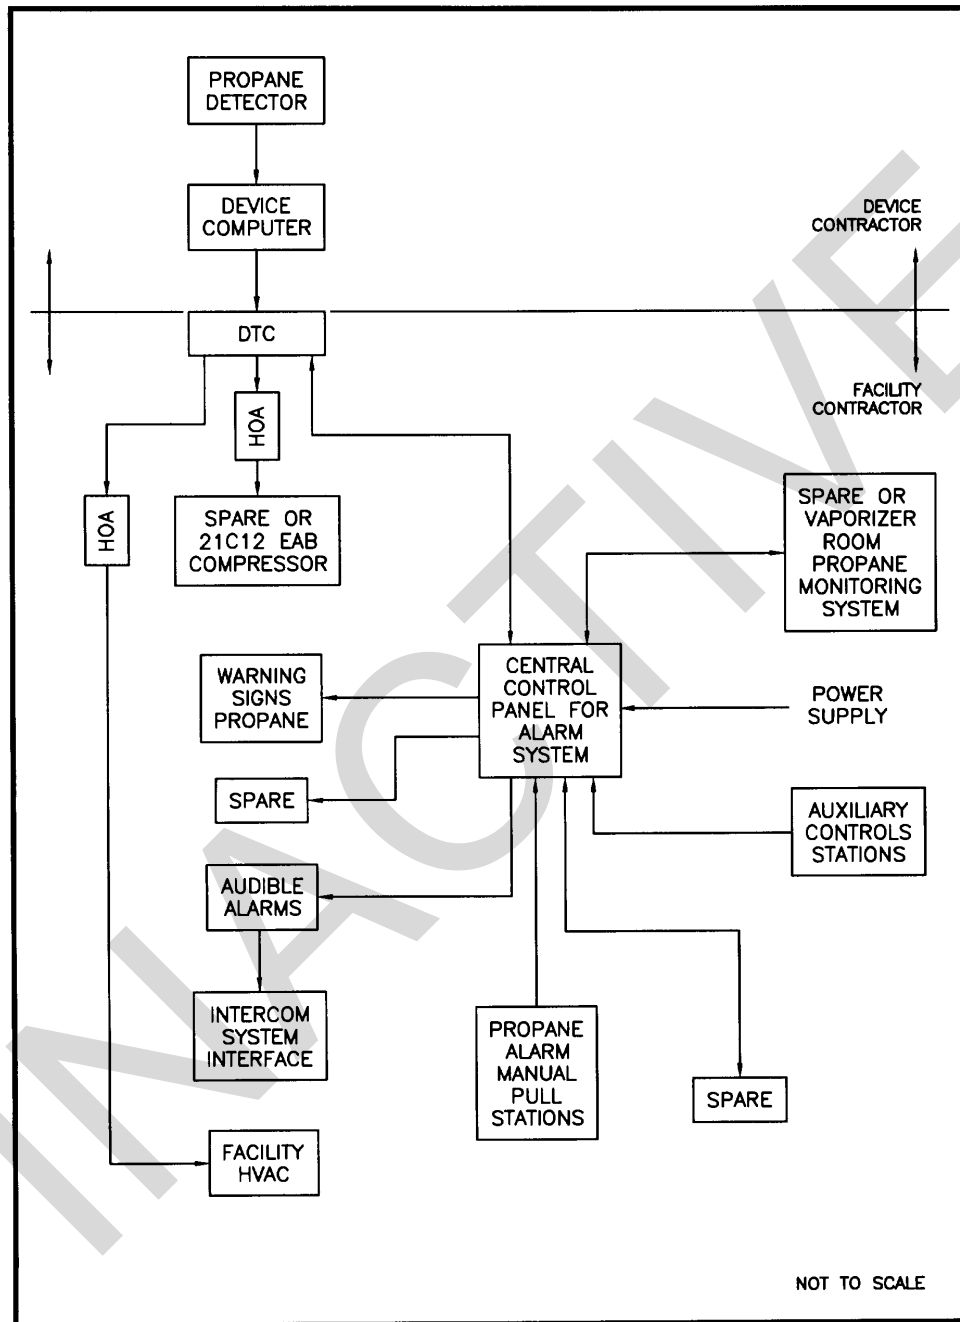 PROPANE
DETECTOR
DEVICE
COMPUTER
DEVICE
CONTRACTOR
DTC
FACILITY
CONTRACTOR
HOA
HOA
SPARE OR
21C12 EAB
COMPRESSOR
SPARE OR
VAPORIZER
ROOM
PROPANE
MONITORING
SYSTEM
WARNING
SIGNS
PROPANE
CENTRAL
CONTROL
PANEL FOR
ALARM
SYSTEM
POWER
SUPPLY
SPARE
AUXILIARY
CONTROLS
STATIONS
AUDIBLE
ALARMS
INTERCOM
SYSTEM
INTERFACE
PROPANE
ALARM
MANUAL
PULL
STATIONS
SPARE
FACILITY
HVAC
NOT TO SCALE
INACTIVE